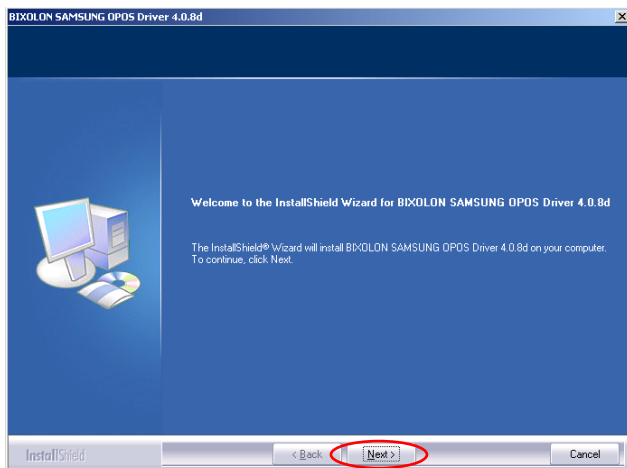 BIXOLON SAMSUNG OPOS Driver 4.0.8d
Welcome to the InstallShield Wizard for BIXOLON SAMSUNG OPOS Driver 4.0.8d
The InstallShield® Wizard will install BIXOLON SAMSUNG OPOS Driver 4.0.8d on your computer.
To continue, click Next.
InstallShield
< Back
Next >
Cancel